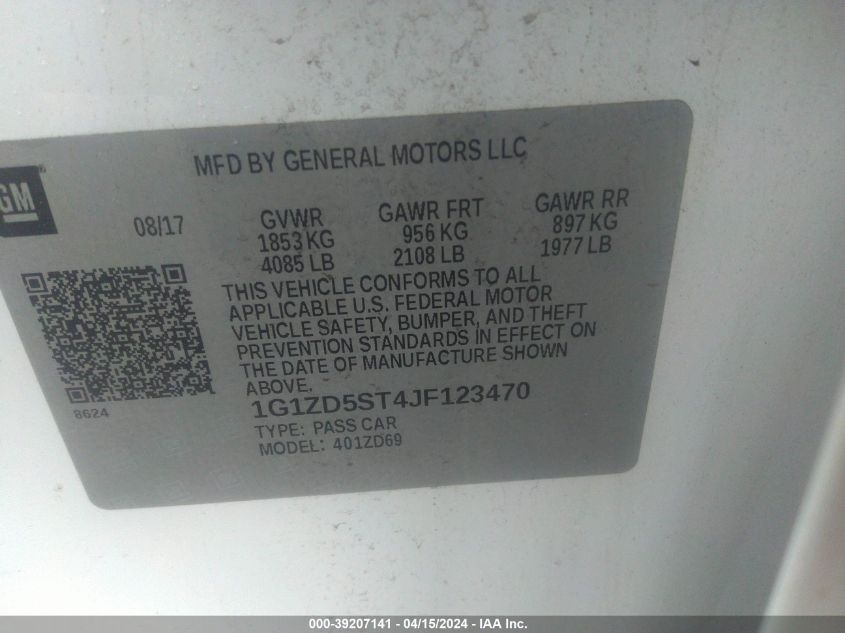 MFD BY GENERAL MOTORS LLC
GM
08/17
GVWR
1853 KG
4085 LB
GAWR FRT
956 KG
2108 LB
GAWR RR
897 KG
1977 LB
THIS VEHICLE CONFORMS TO ALL
APPLICABLE U.S. FEDERAL MOTOR
VEHICLE SAFETY, BUMPER, AND THEFT
PREVENTION STANDARDS IN EFFECT ON
THE DATE OF MANUFACTURE SHOWN
ABOVE.
8624
1G1ZD5ST4JF123470
TYPE: PASS CAR
MODEL: 401ZD69
000-39207141 - 04/15/2024 - IAA Inc.